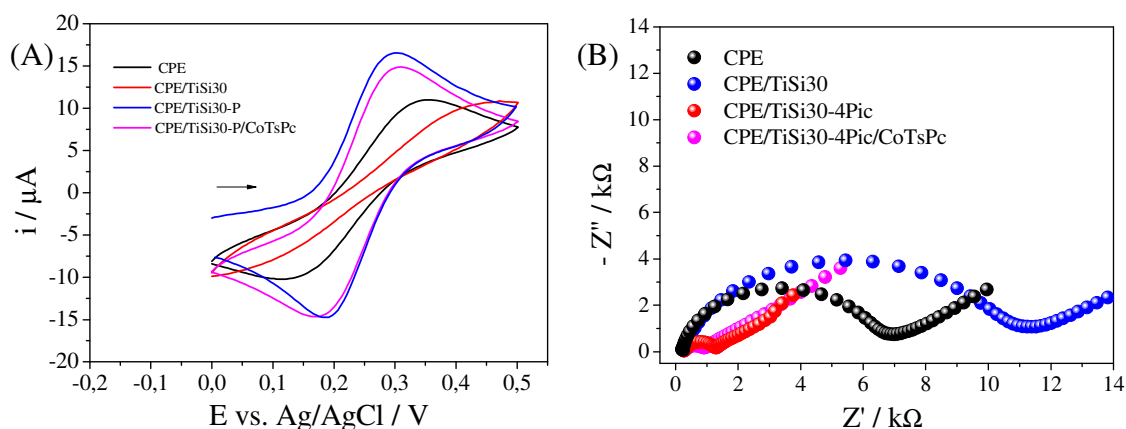 (A)
20
15
10
5
0
-5
-10
-15
-20
i / μA
CPE
CPE/TiSi30
CPE/TiSi30-P
CPE/TiSi30-P/CoTsPc
-0,2 -0,1 0,0 0,1 0,2 0,3 0,4 0,5
E vs. Ag/AgCl / V
(B)
14
12
10
8
6
4
2
0
- Z'' / kΩ
CPE
CPE/TiSi30
CPE/TiSi30-4Pic
CPE/TiSi30-4Pic/CoTsPc
0 2 4 6 8 10 12 14
Z' / kΩ